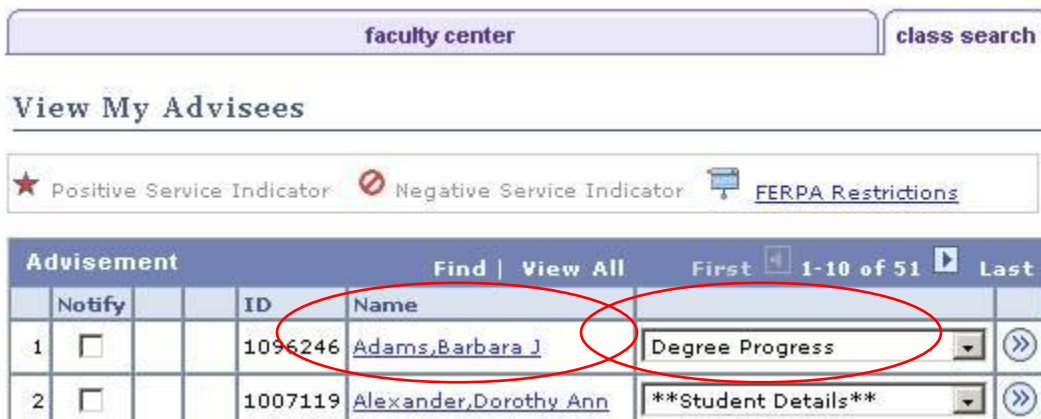 faculty center class search
View My Advisees
Positive Service Indicator Negative Service Indicator FERPA Restrictions
Advisement Find | View All First 1-10 of 51 Last
Notify ID Name
1 1096246 Adams,Barbara J Degree Progress
2 1007119 Alexander,Dorothy Ann **Student Details**